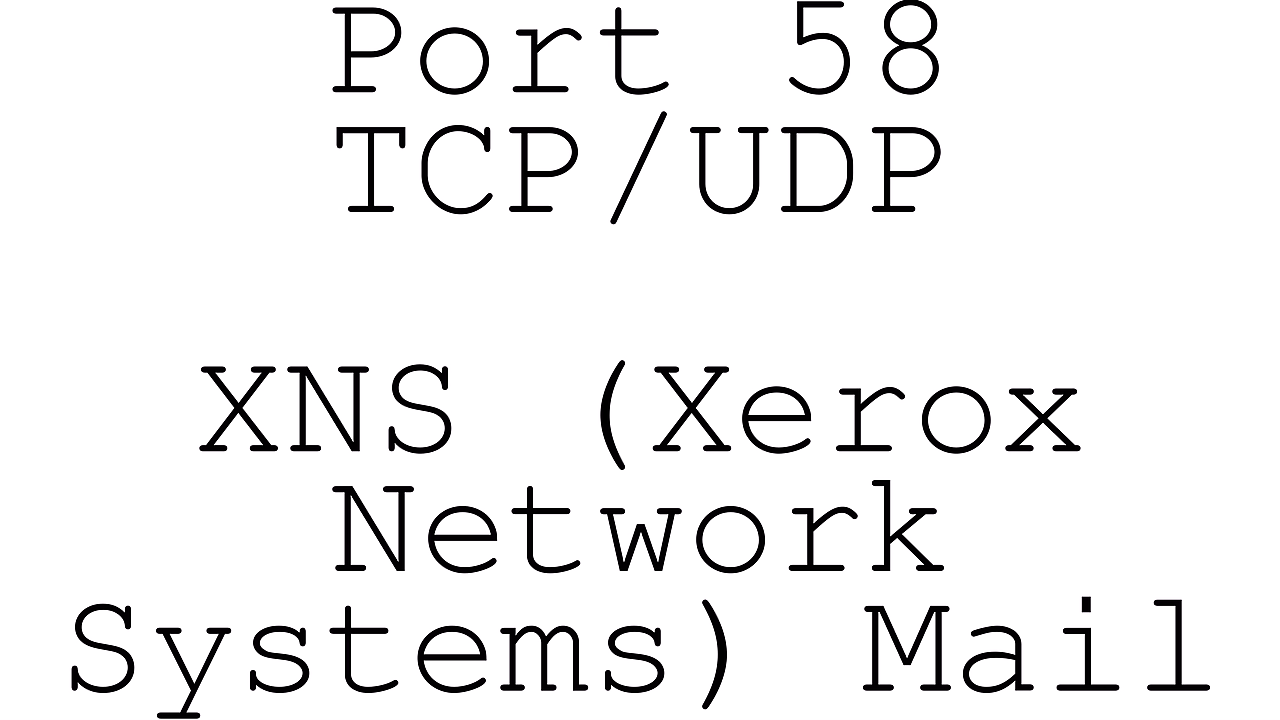 Port 58
TCP/UDP
XNS (Xerox
Network
Systems) Mail